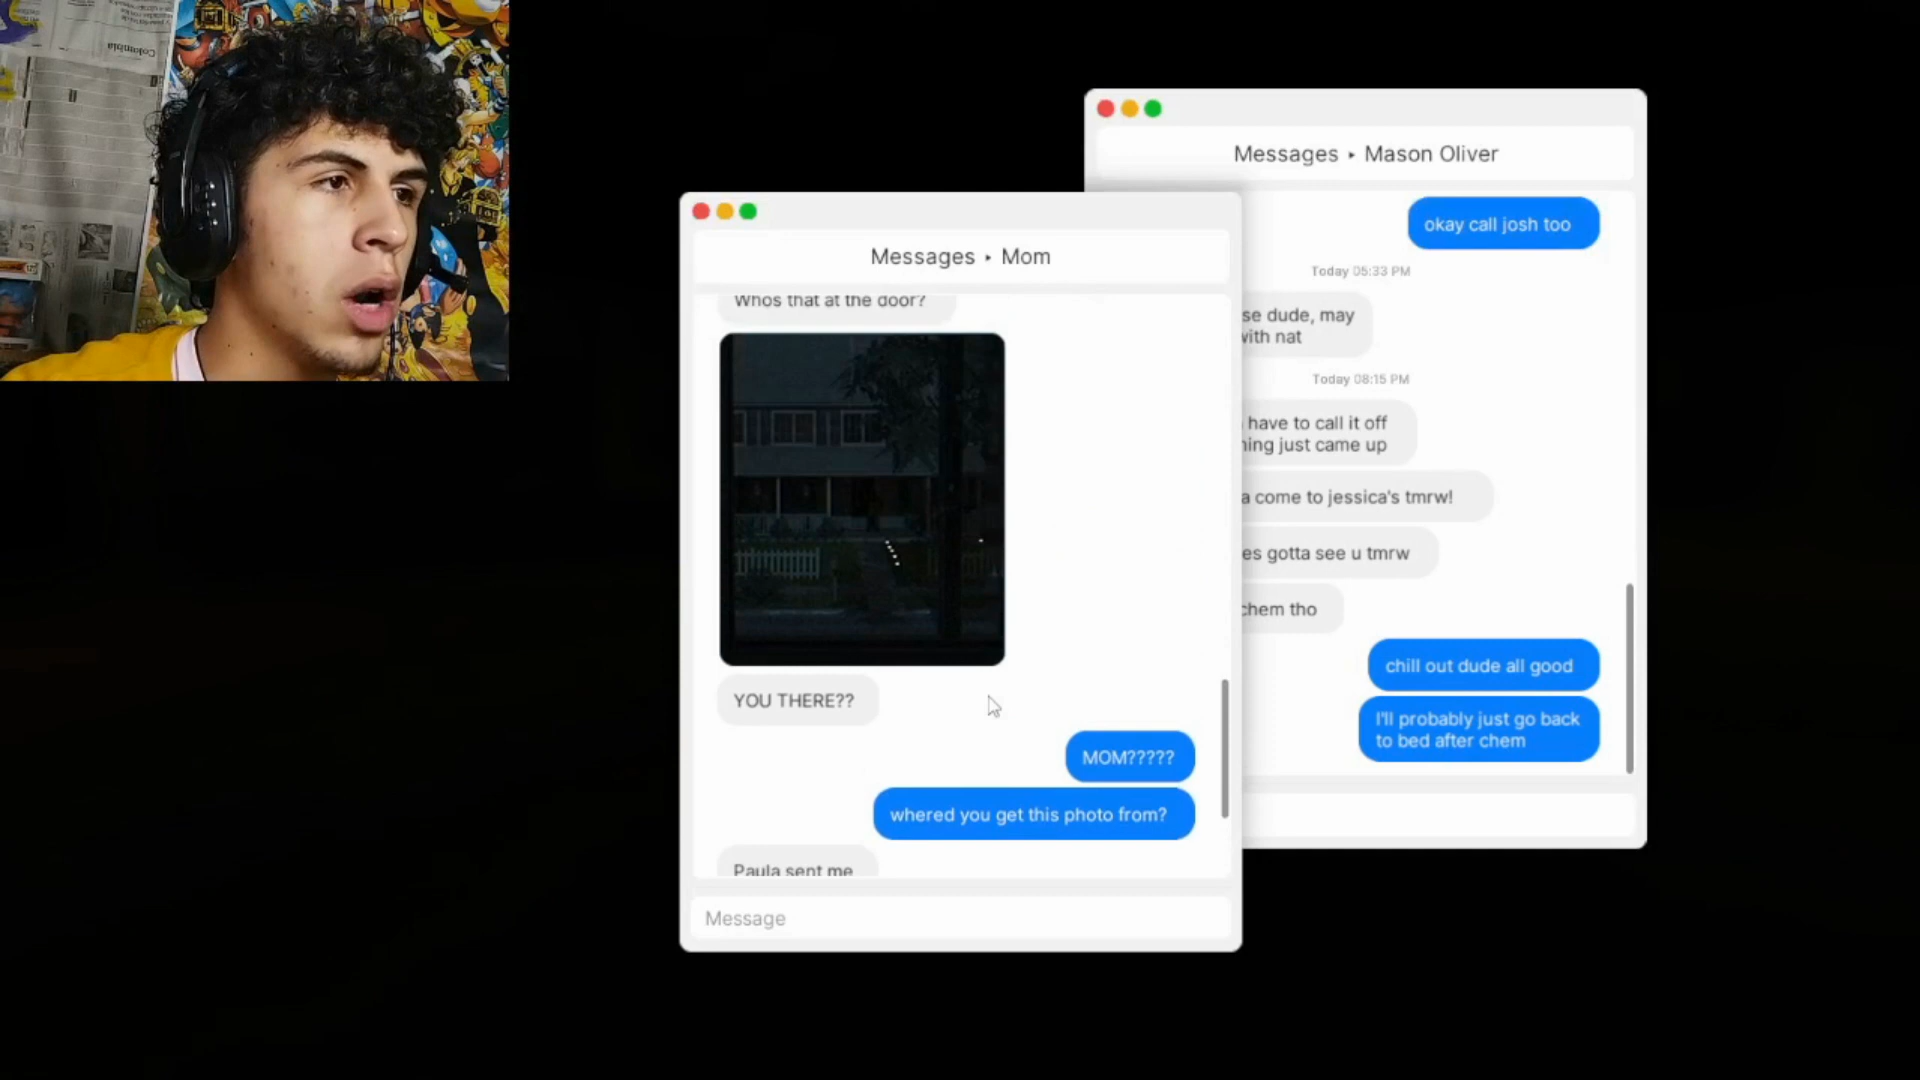 Colombia
Messages ▸ Mom
Whos that at the door?
YOU THERE??
MOM?????
whered you get this photo from?
Paula sent me
Message
Messages ▸ Mason Oliver
okay call josh too
Today 05:33 PM
se dude, may
with nat
Today 08:15 PM
have to call it off
ning just came up
a come to jessica's tmrw!
es gotta see u tmrw
chem tho
chill out dude all good
I'll probably just go back
to bed after chem